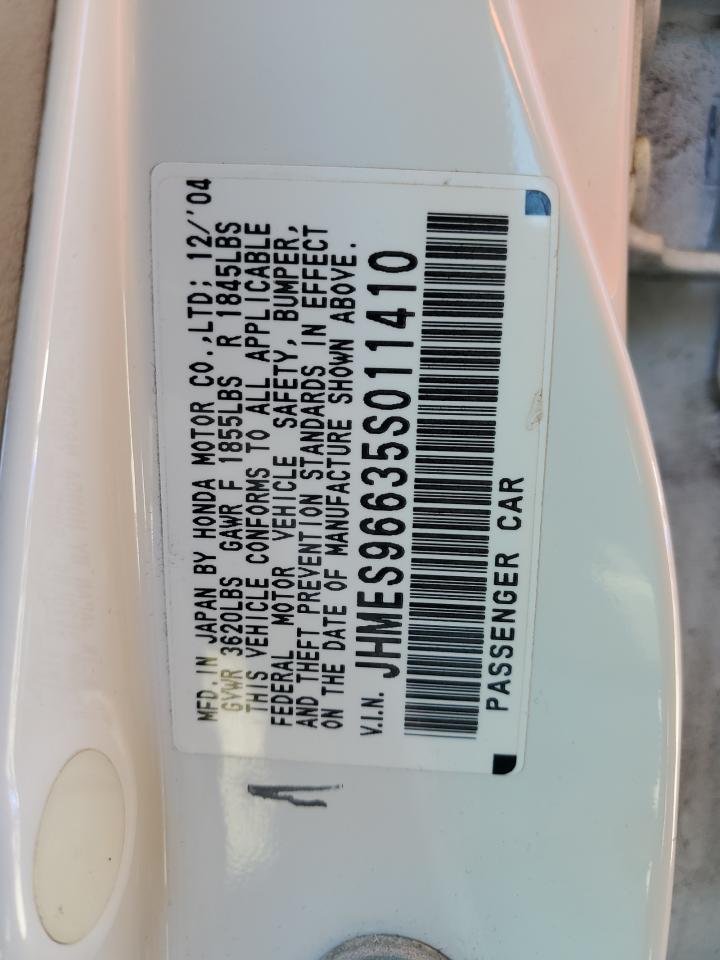 MFD.IN JAPAN BY HONDA MOTOR CO.,LTD; 12/'04
GVWR 3620LBS GAWR F 1855LBS R 1845LBS
THIS VEHICLE CONFORMS TO ALL APPLICABLE
FEDERAL MOTOR VEHICLE SAFETY, BUMPER,
AND THEFT PREVENTION STANDARDS IN EFFECT
ON THE DATE OF MANUFACTURE SHOWN ABOVE.
V.I.N. JHMES96635S011410
PASSENGER CAR